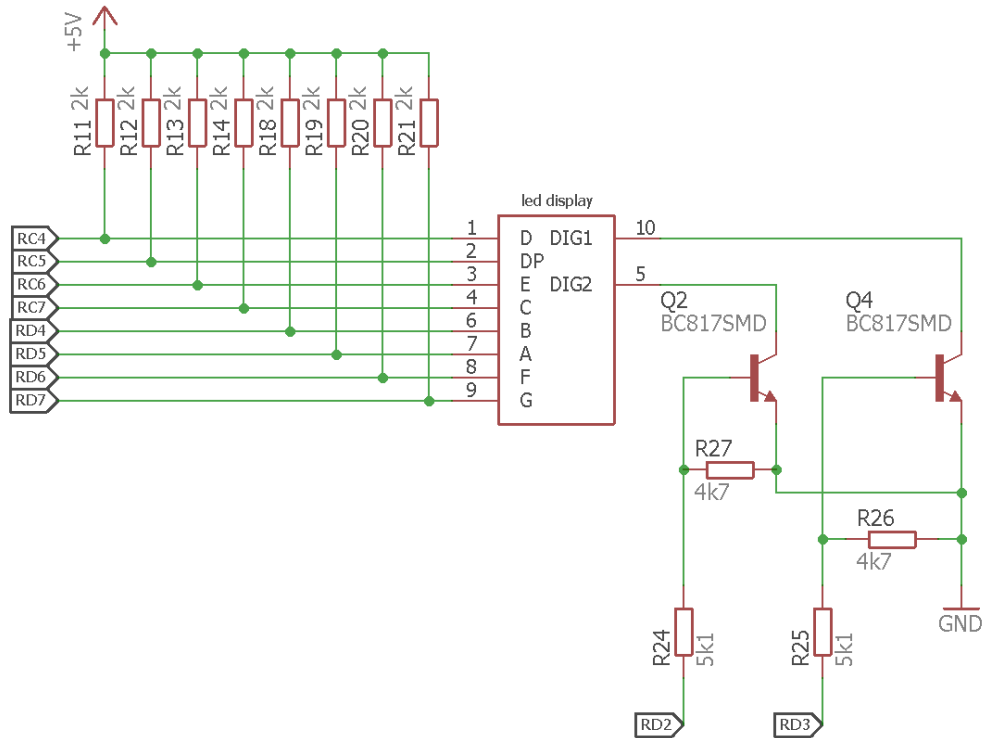 +5V
R11 2k
R12 2k
R13 2k
R14 2k
R18 2k
R19 2k
R20 2k
R21 2k
led display
RC4 1 D DIG1 10
RC5 2 DP
RC6 3 E DIG2 5
RC7 4 C
RD4 6 B
RD5 7 A
RD6 8 F
RD7 9 G
Q2
BC817SMD
Q4
BC817SMD
R27
4k7
R26
4k7
GND
R24 5k1
R25 5k1
RD2
RD3